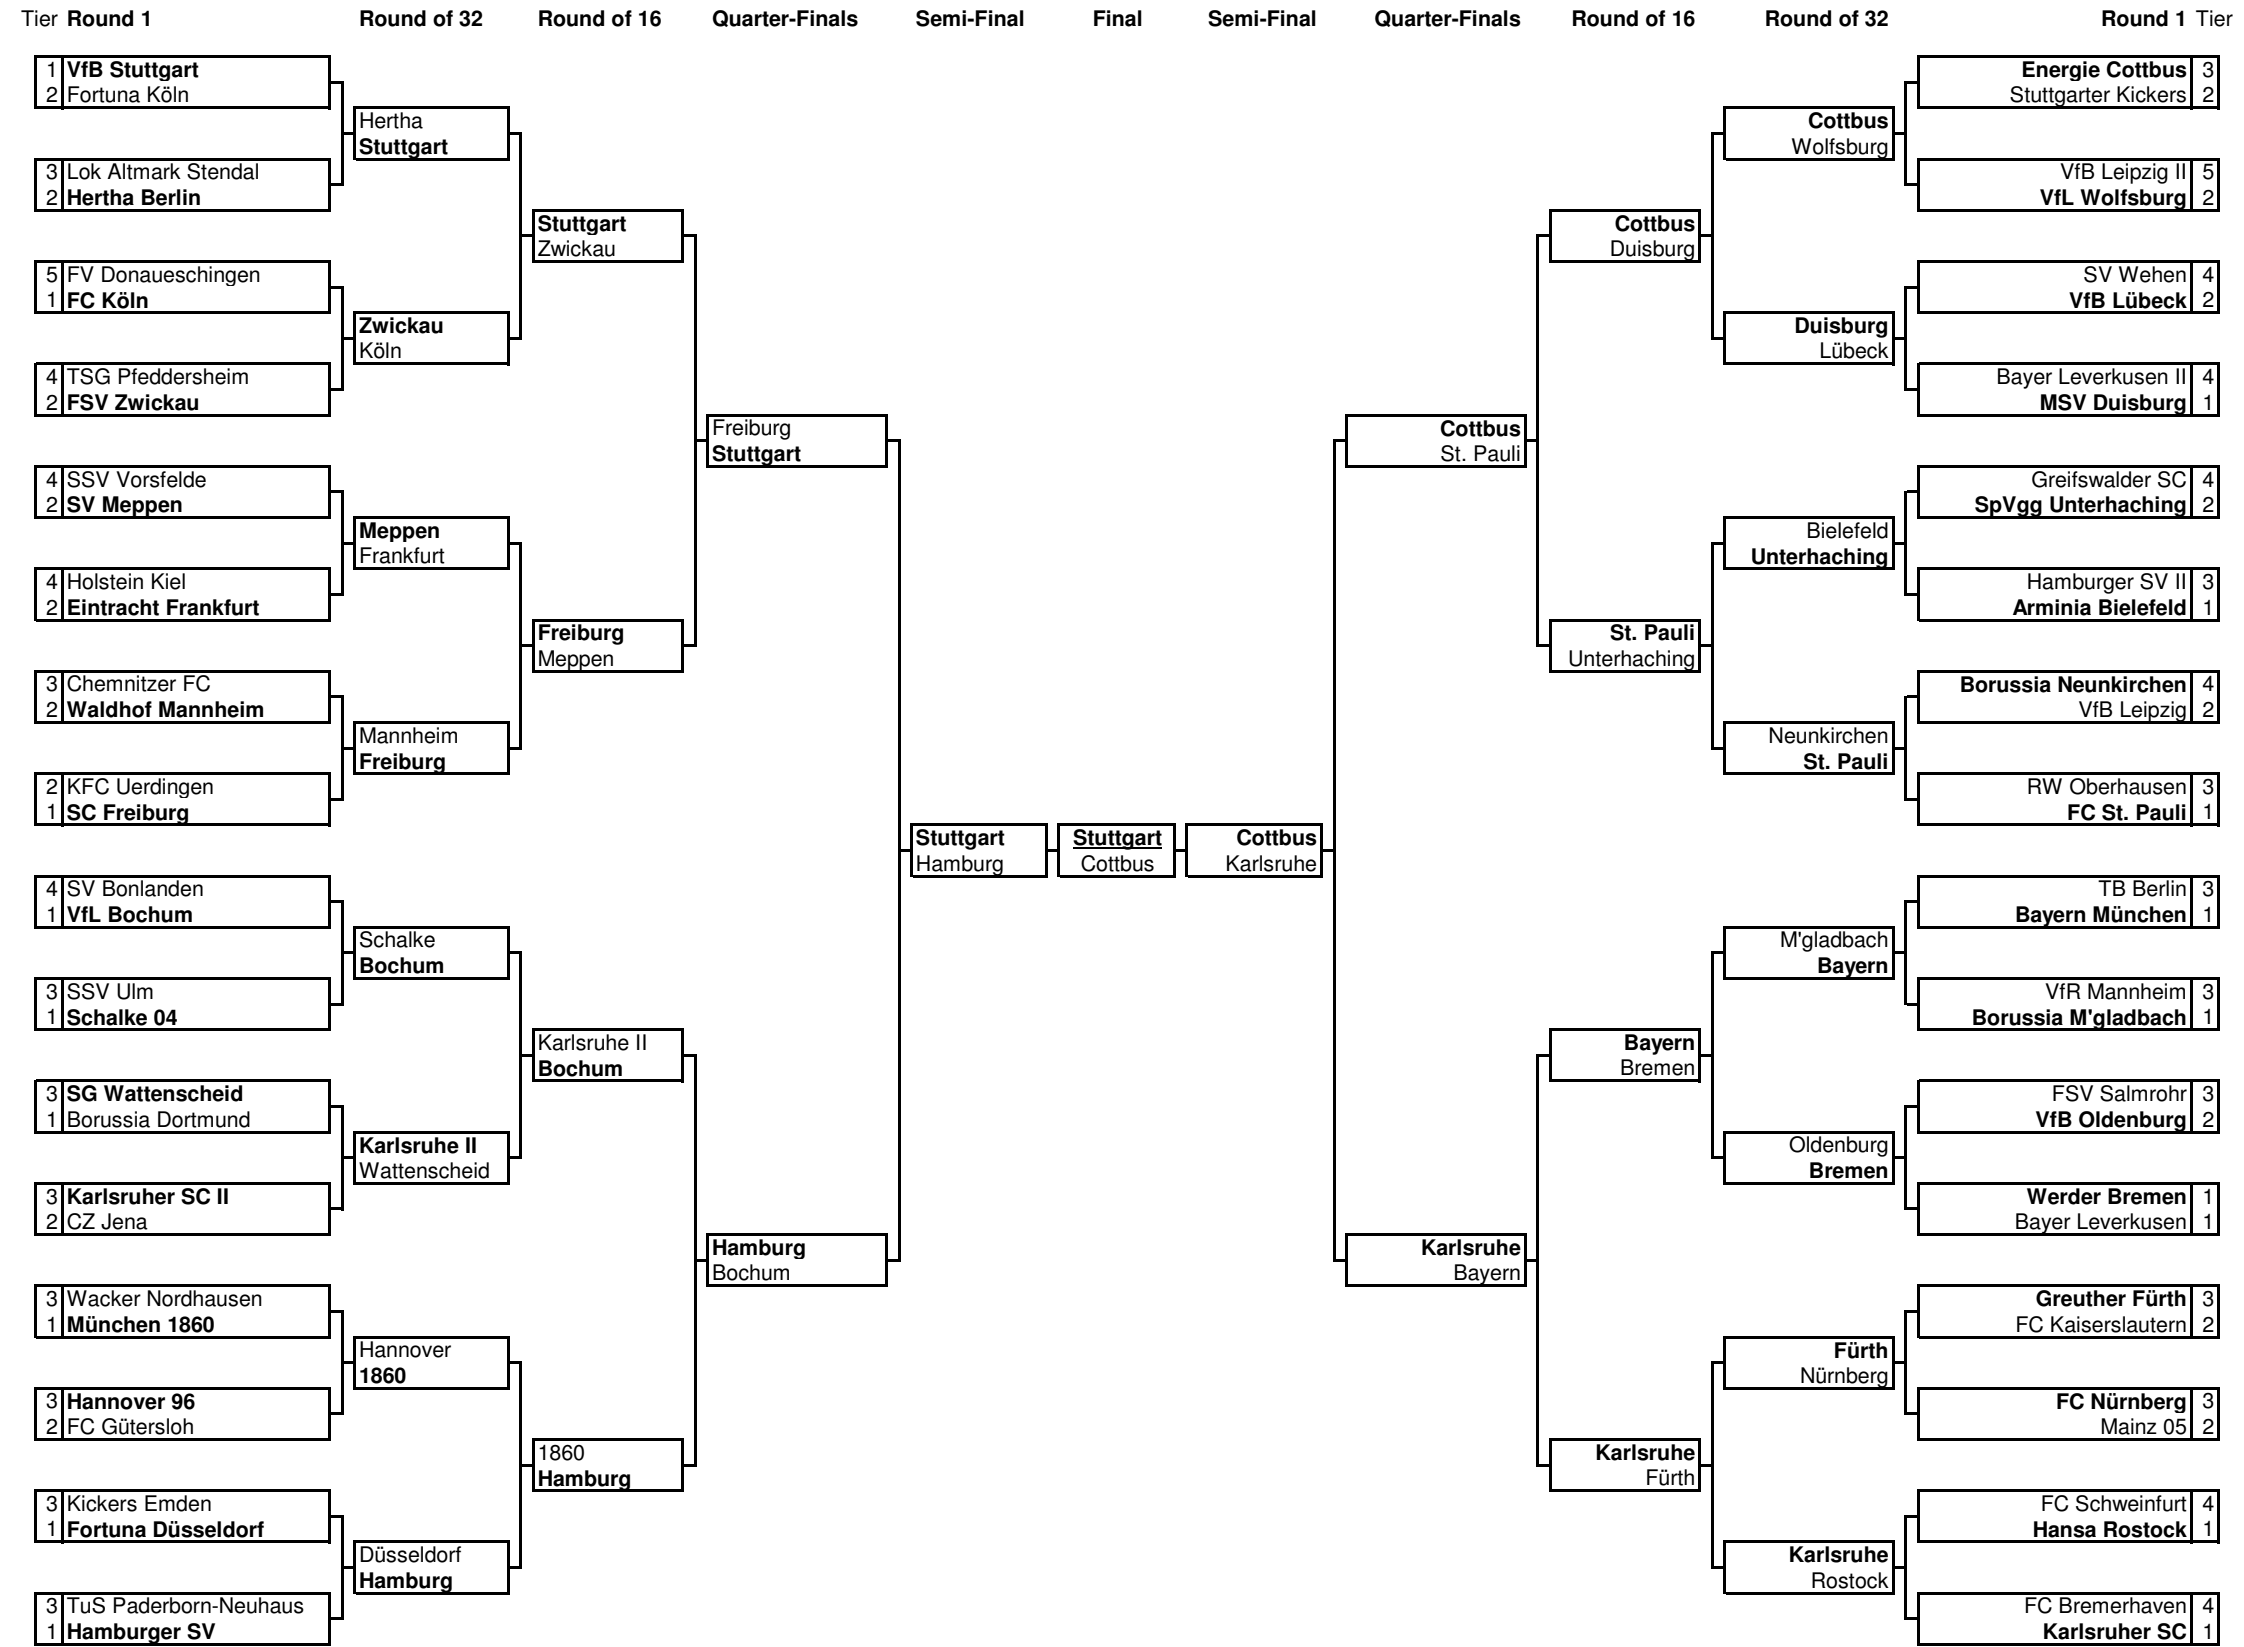 Tier Round 1 Round of 32 Round of 16 Quarter-Finals Semi-Final Final Semi-Final Quarter-Finals Round of 16 Round of 32 Round 1 Tier
1 VfB Stuttgart
2 Fortuna Köln
3 Lok Altmark Stendal
2 Hertha Berlin
5 FV Donaueschingen
1 FC Köln
4 TSG Pfeddersheim
2 FSV Zwickau
4 SSV Vorsfelde
2 SV Meppen
4 Holstein Kiel
2 Eintracht Frankfurt
3 Chemnitzer FC
2 Waldhof Mannheim
2 KFC Uerdingen
1 SC Freiburg
4 SV Bonlanden
1 VfL Bochum
3 SSV Ulm
1 Schalke 04
3 SG Wattenscheid
1 Borussia Dortmund
3 Karlsruher SC II
2 CZ Jena
3 Wacker Nordhausen
1 München 1860
3 Hannover 96
2 FC Gütersloh
3 Kickers Emden
1 Fortuna Düsseldorf
3 TuS Paderborn-Neuhaus
1 Hamburger SV
Hertha
Stuttgart
Zwickau
Köln
Meppen
Frankfurt
Mannheim
Freiburg
Schalke
Bochum
Karlsruhe II
Wattenscheid
Hannover
1860
Düsseldorf
Hamburg
Stuttgart
Zwickau
Freiburg
Meppen
Karlsruhe II
Bochum
1860
Hamburg
Freiburg
Stuttgart
Hamburg
Bochum
Stuttgart
Hamburg
Stuttgart
Cottbus
Cottbus
Karlsruhe
Cottbus
St. Pauli
Karlsruhe
Bayern
Cottbus
Duisburg
St. Pauli
Unterhaching
Bayern
Bremen
Karlsruhe
Fürth
Cottbus
Wolfsburg
Duisburg
Lübeck
Bielefeld
Unterhaching
Neunkirchen
St. Pauli
M'gladbach
Bayern
Oldenburg
Bremen
Fürth
Nürnberg
Karlsruhe
Rostock
Energie Cottbus 3
Stuttgarter Kickers 2
VfB Leipzig II 5
VfL Wolfsburg 2
SV Wehen 4
VfB Lübeck 2
Bayer Leverkusen II 4
MSV Duisburg 1
Greifswalder SC 4
SpVgg Unterhaching 2
Hamburger SV II 3
Arminia Bielefeld 1
Borussia Neunkirchen 4
VfB Leipzig 2
RW Oberhausen 3
FC St. Pauli 1
TB Berlin 3
Bayern München 1
VfR Mannheim 3
Borussia M'gladbach 1
FSV Salmrohr 3
VfB Oldenburg 2
Werder Bremen 1
Bayer Leverkusen 1
Greuther Fürth 3
FC Kaiserslautern 2
FC Nürnberg 3
Mainz 05 2
FC Schweinfurt 4
Hansa Rostock 1
FC Bremerhaven 4
Karlsruher SC 1